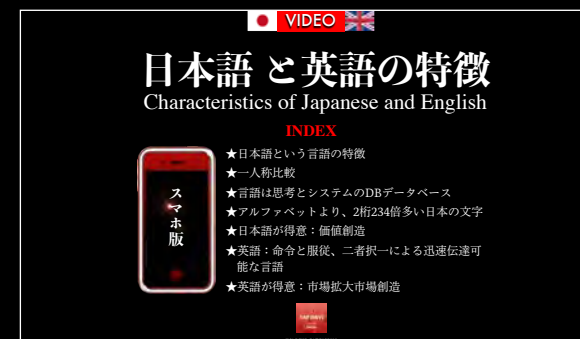 VIDEO
日本語 と英語の特徴
Characteristics of Japanese and English
INDEX
★日本語という言語の特徴
★一人称比較
★言語は思考とシステムのDBデータベース
★アルファベットより、2桁234倍多い日本の文字
★日本語が得意：価値創造
★英語：命令と服従、二者択一による迅速伝達可
能な言語
★英語が得意：市場拡大市場創造
スマホ版